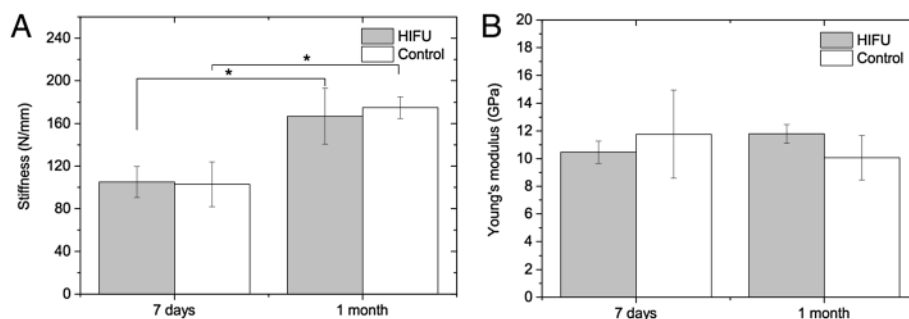 A
Stiffness (N/mm)
240
200
160
120
80
40
0
HIFU
Control
*
*
7 days
1 month
B
Young's modulus (GPa)
20
18
16
14
12
10
8
6
4
2
0
HIFU
Control
7 days
1 month